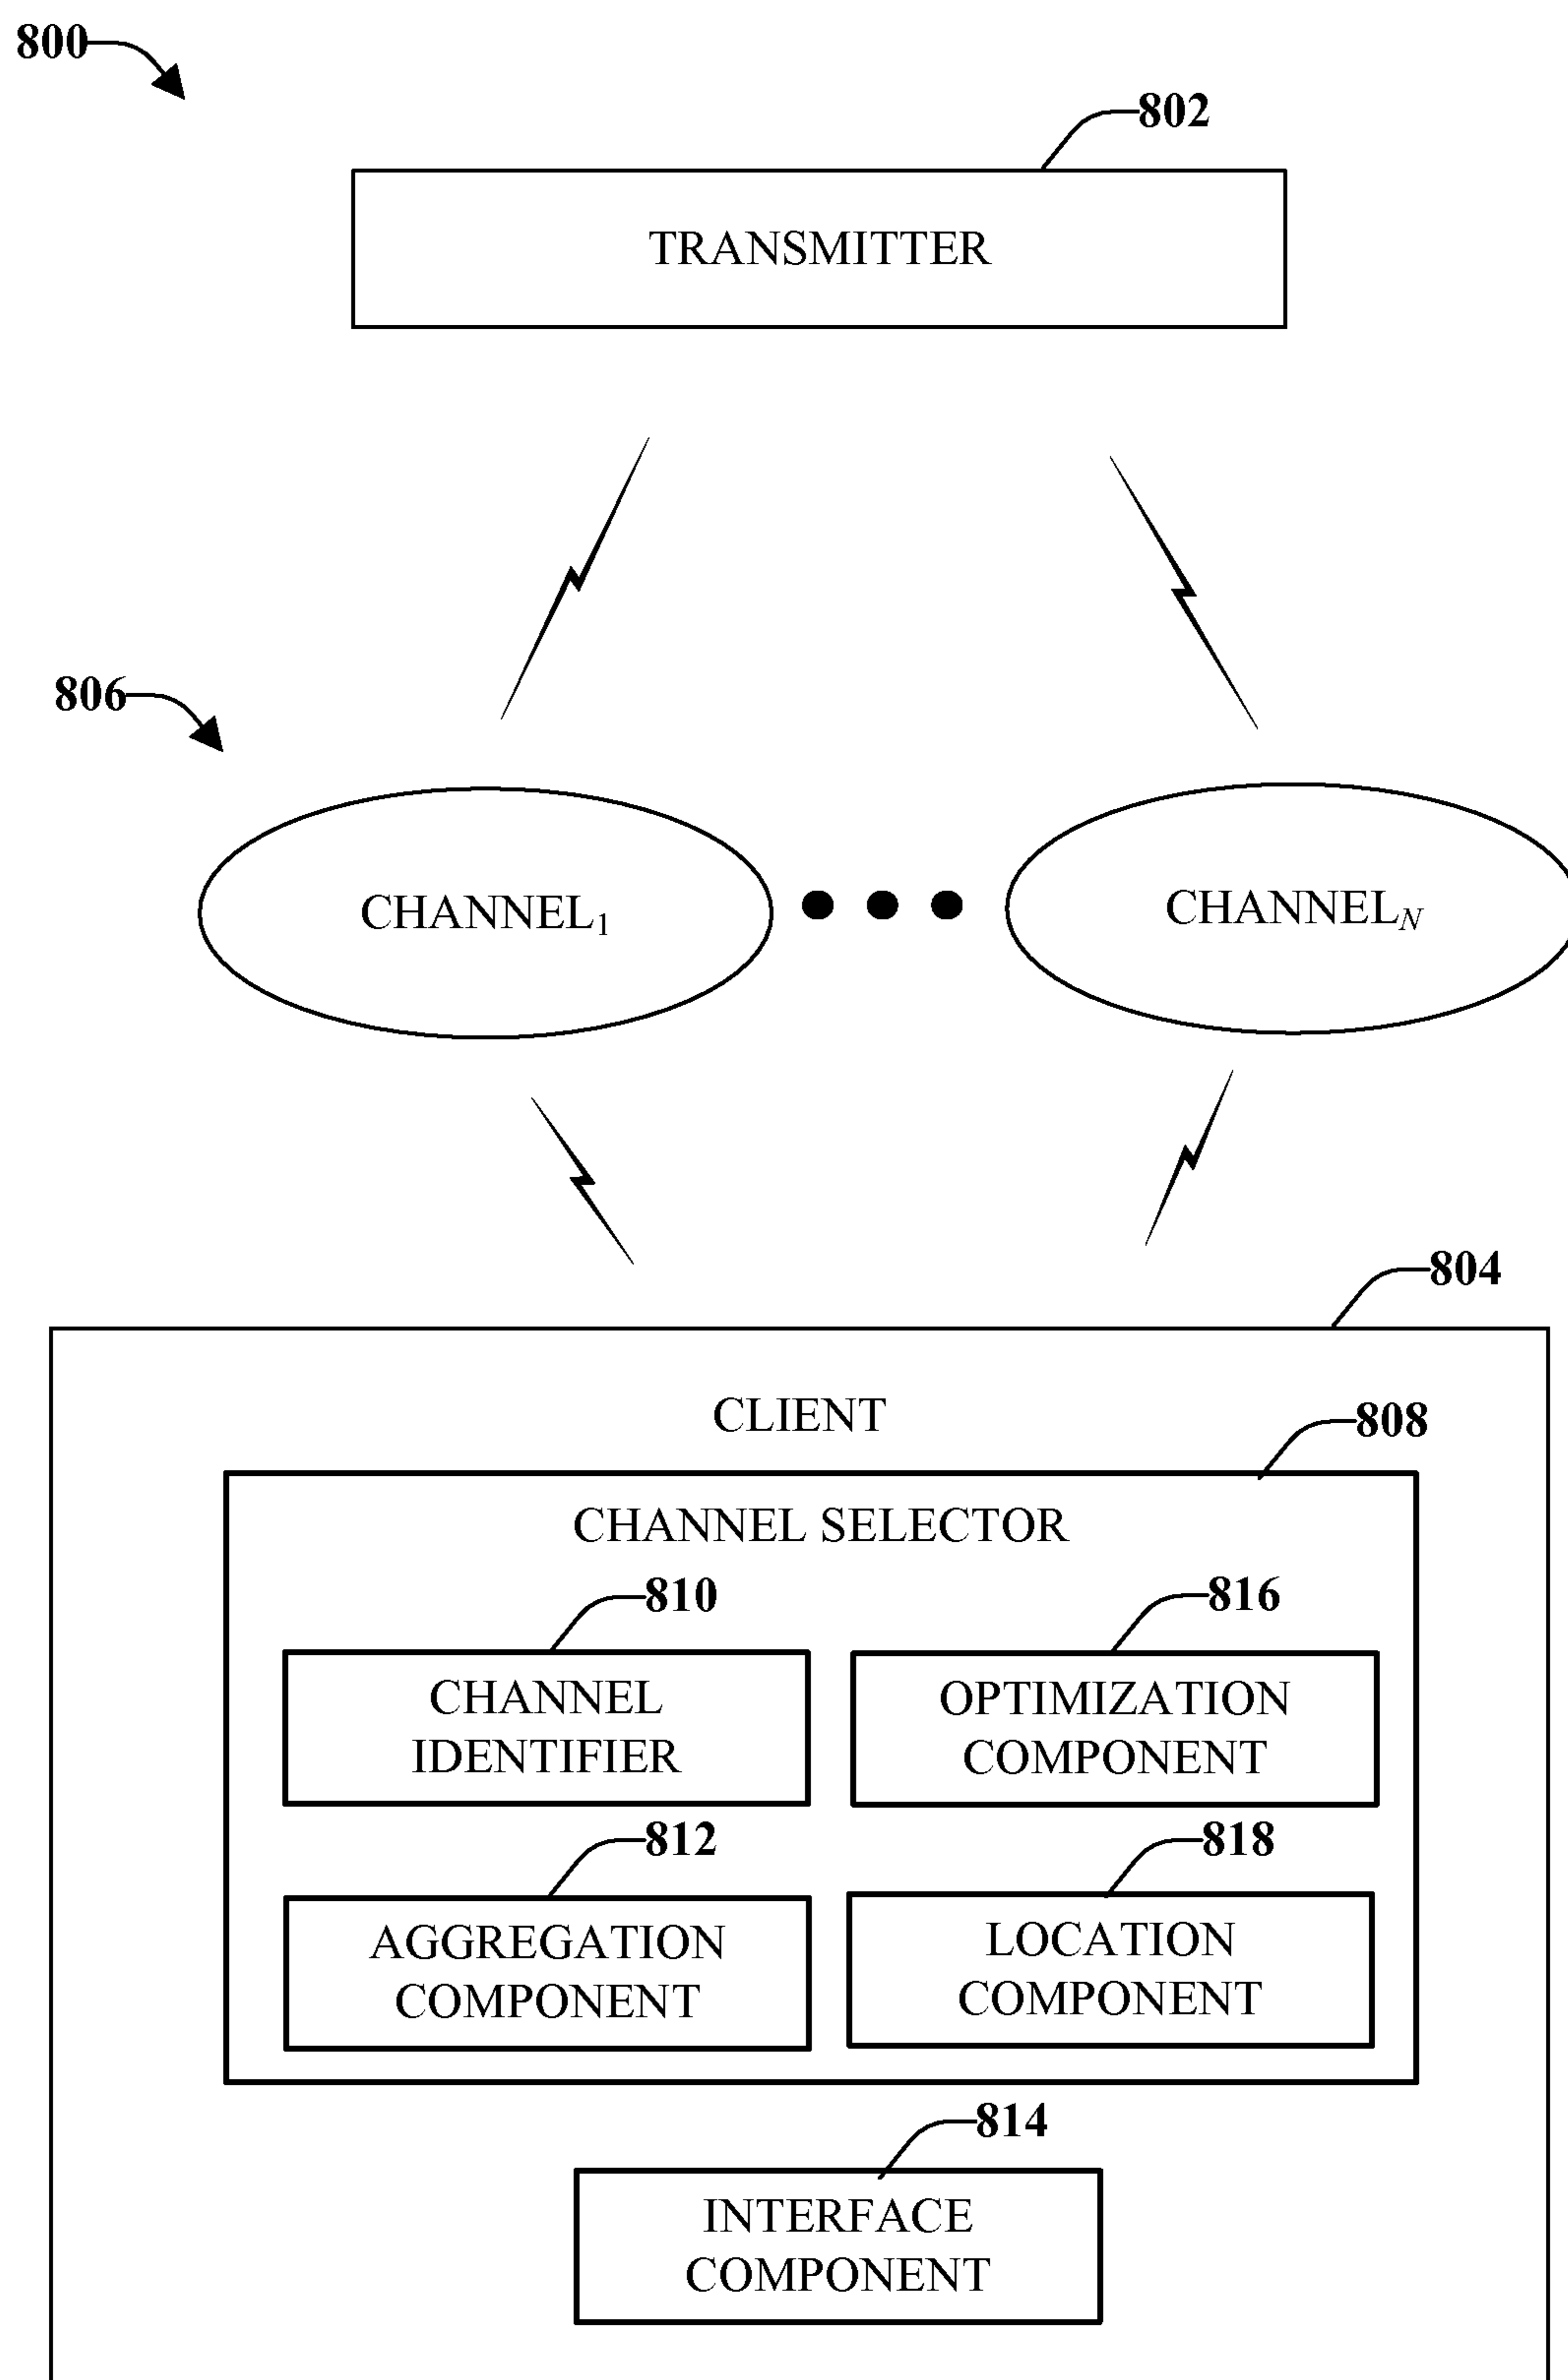 800
802
TRANSMITTER
806
CHANNEL₁
CHANNEL_N
804
CLIENT
808
CHANNEL SELECTOR
810
816
CHANNEL
IDENTIFIER
OPTIMIZATION
COMPONENT
812
818
AGGREGATION
COMPONENT
LOCATION
COMPONENT
814
INTERFACE
COMPONENT